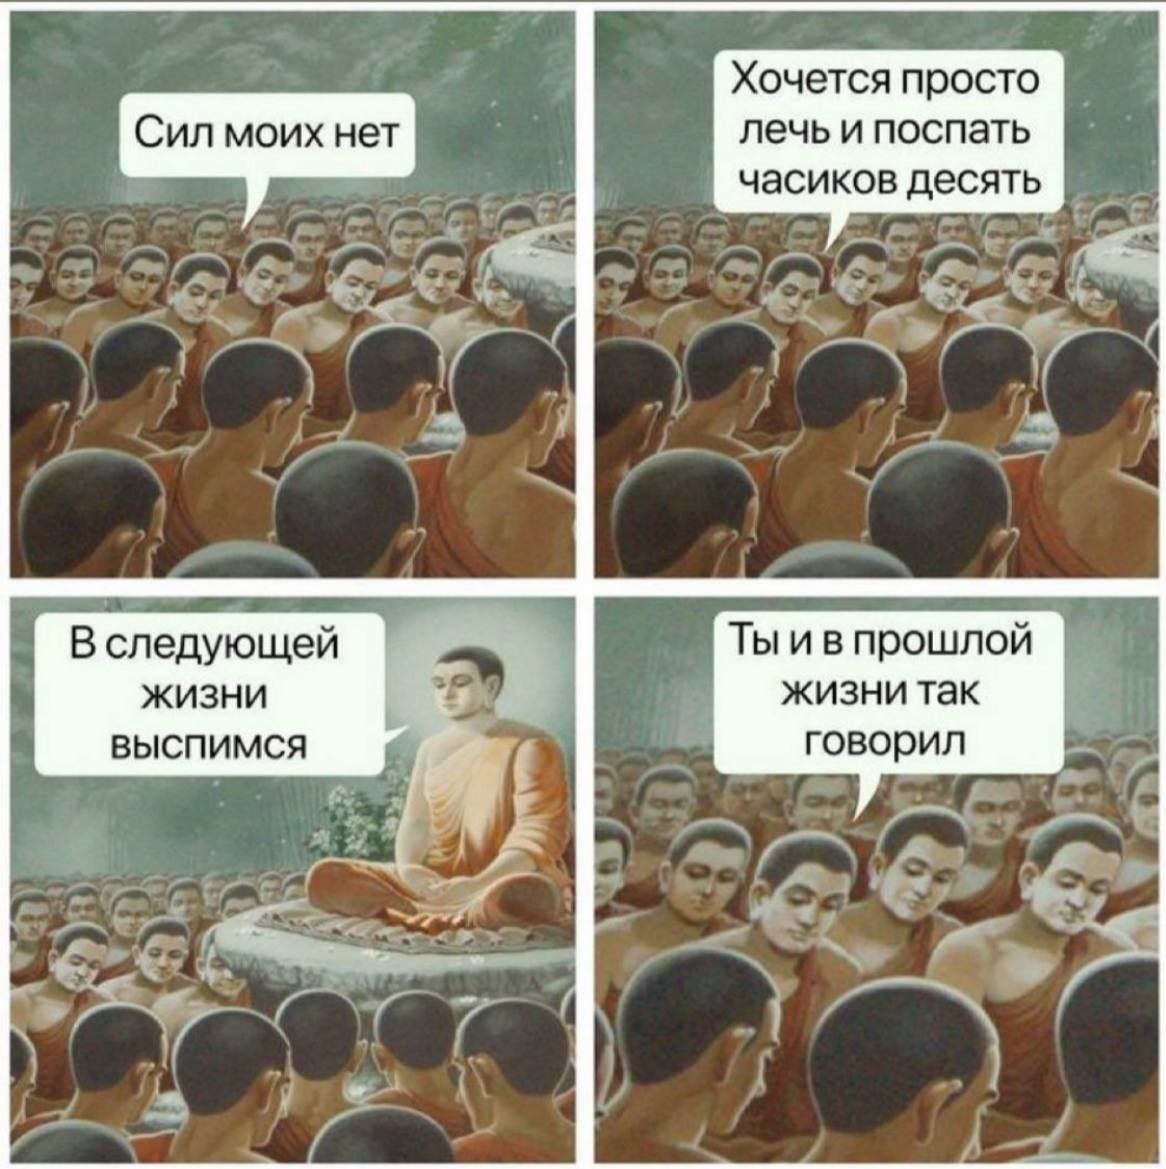 Сил моих нет
Хочется просто
лечь и поспать
часиков десять
В следующей
жизни
выспимся
Ты и в прошлой
жизни так
говорил